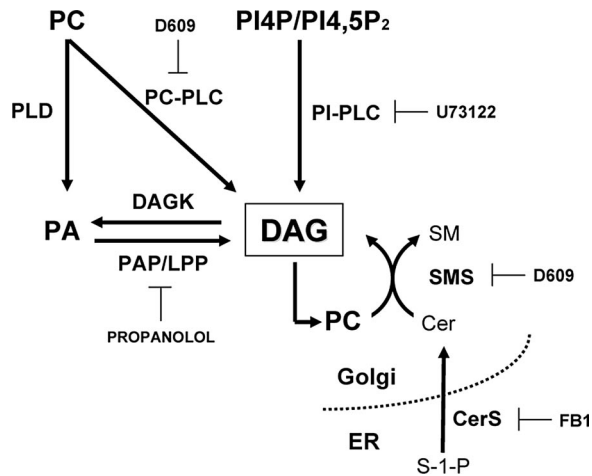 PC
D609
PI4P/PI4,5P₂
PLD
PC-PLC
PI-PLC
U73122
DAGK
PA
DAG
SM
PAP/LPP
SMS
D609
PC
Cer
PROPANOLOL
Golgi
CerS
FB1
ER
S-1-P